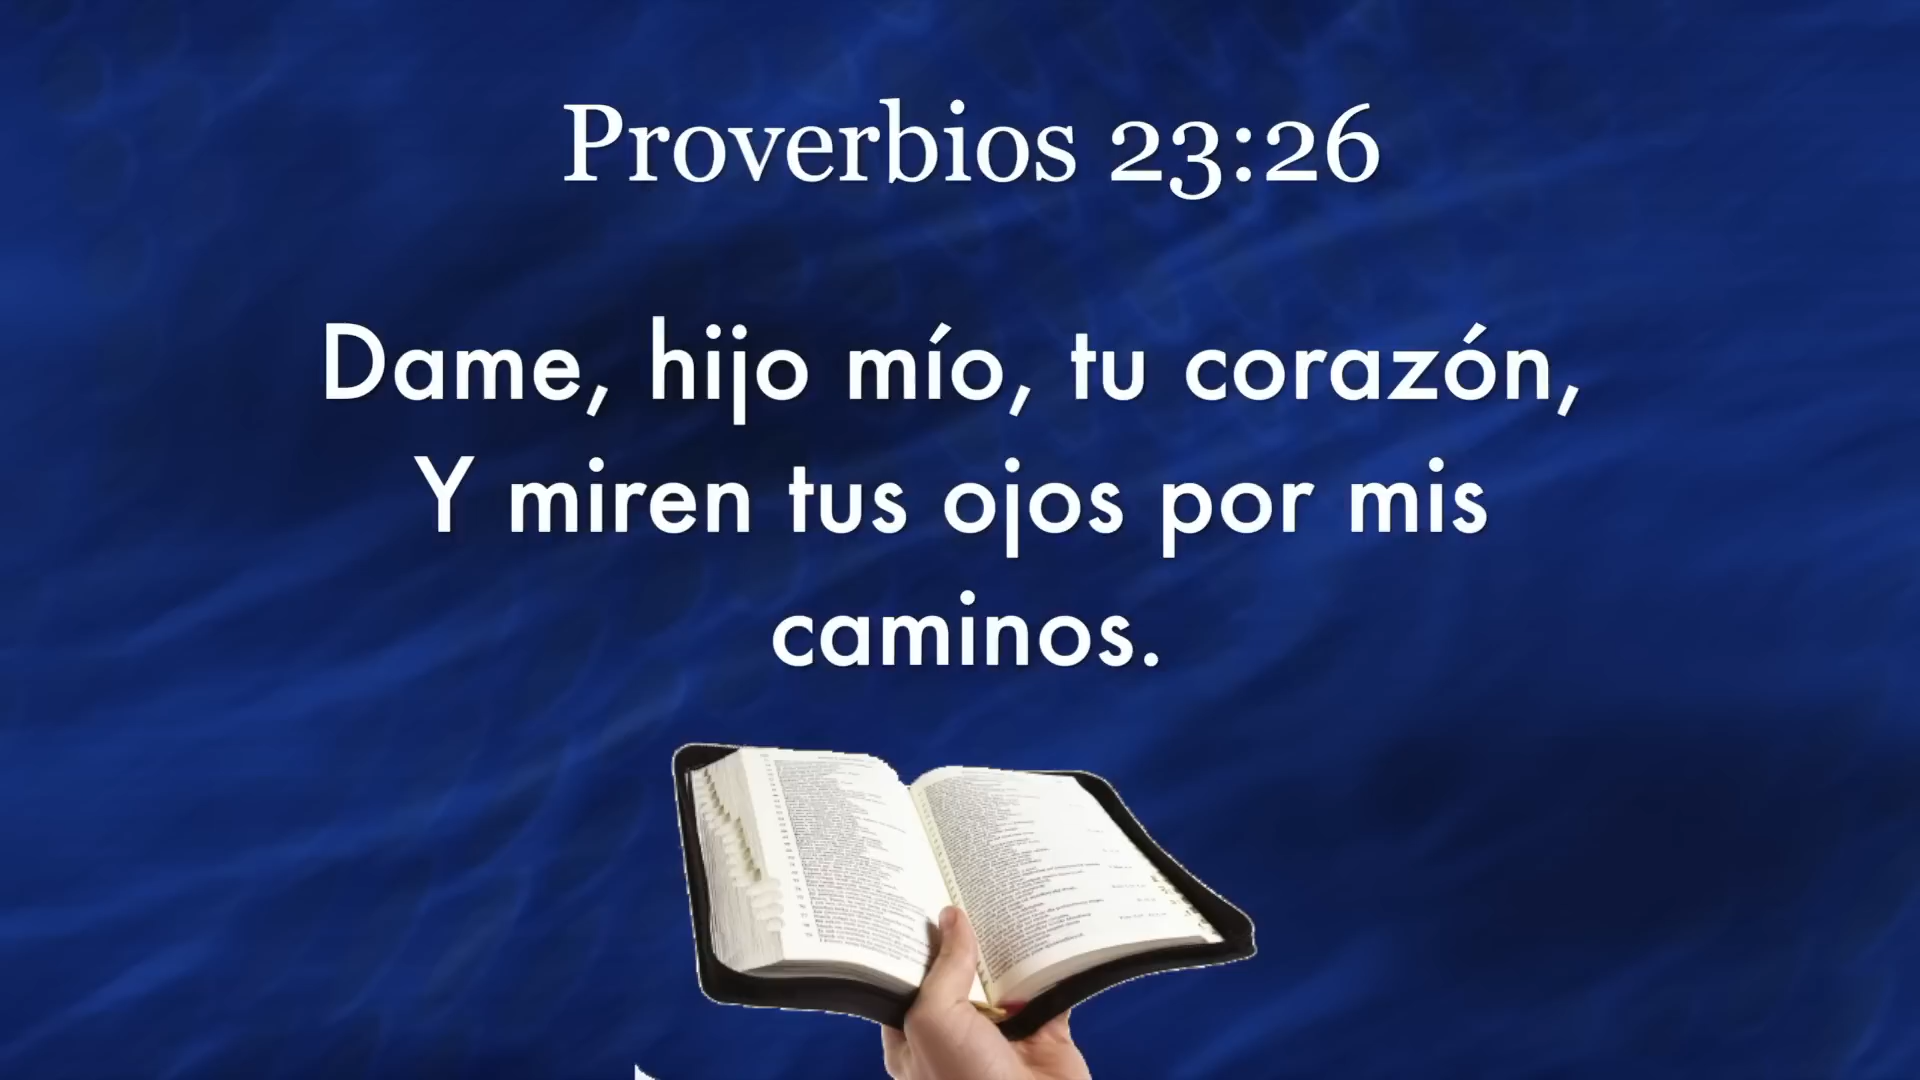 Proverbios 23:26
Dame, hijo mío, tu corazón,
Y miren tus ojos por mis
caminos.